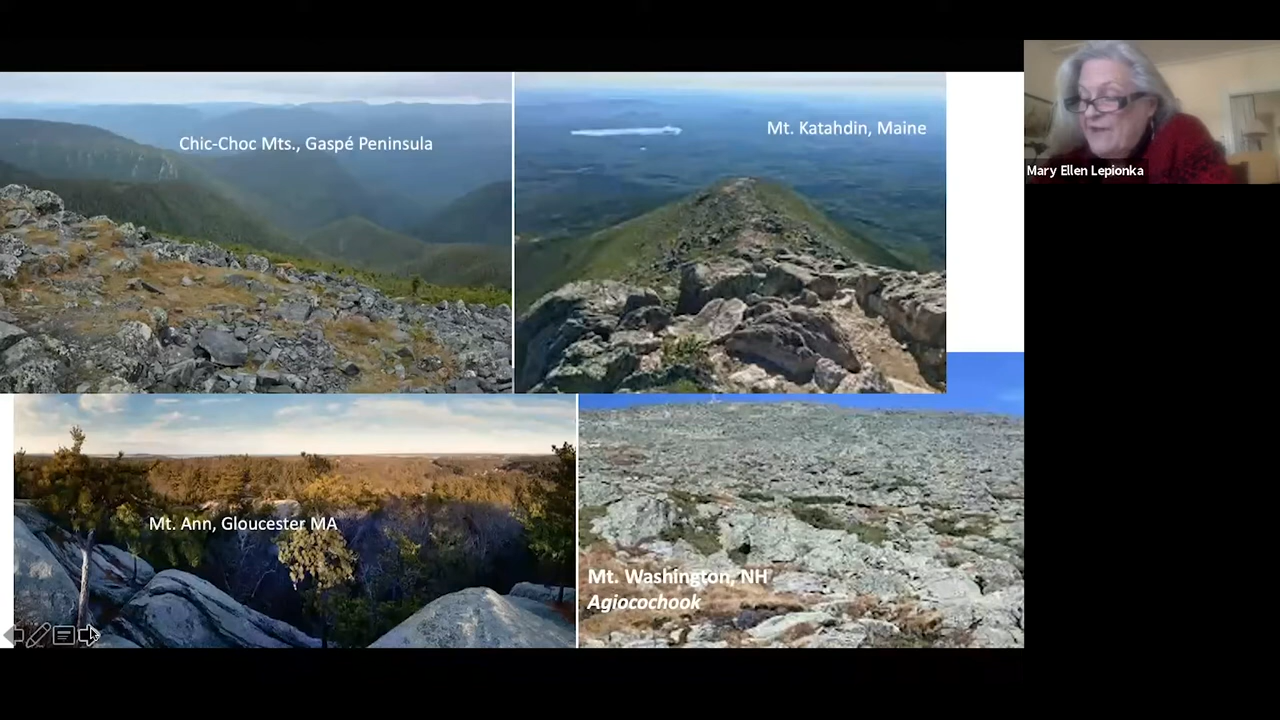 Chic-Choc Mts., Gaspé Peninsula
Mt. Katahdin, Maine
Mary Ellen Lepionka
Mt. Ann, Gloucester MA
Mt. Washington, NH
Agiocochook